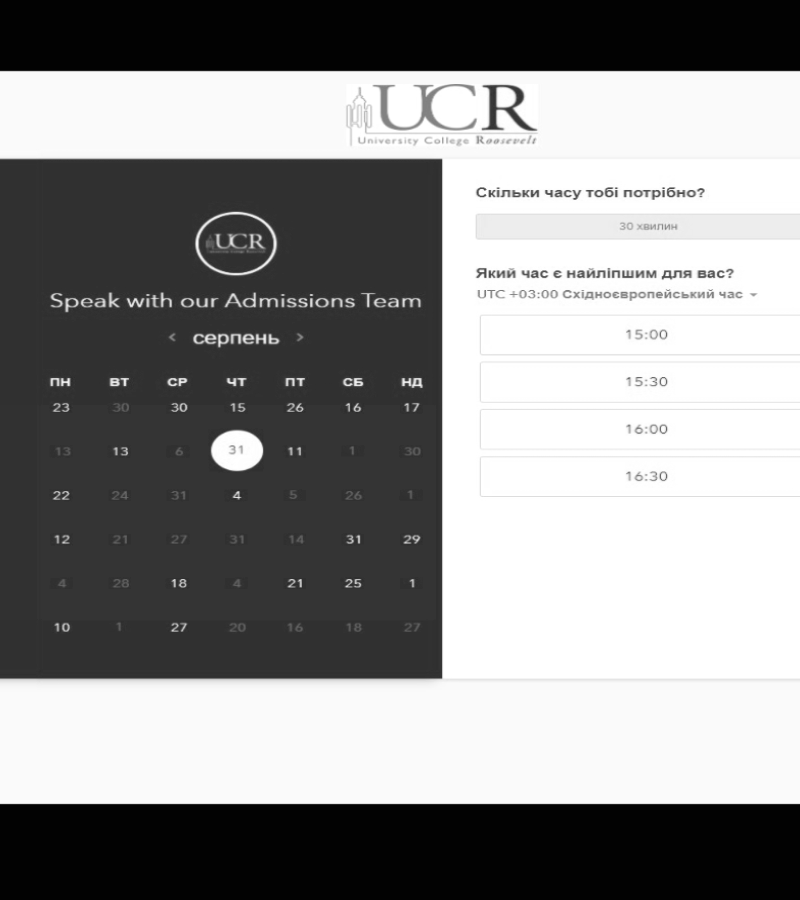 UCR
University College Roosevelt
UCR
Speak with our Admissions Team
‹ серпень ›
ПН ВТ СР ЧТ ПТ СБ НД
23 30 30 15 26 16 17
13 13 6 31 11 1 30
22 24 31 4 5 26 1
12 21 27 31 14 31 29
4 28 18 4 21 25 1
10 1 27 20 16 18 27
Скільки часу тобі потрібно?
30 хвилин
Який час є найліпшим для вас?
UTC +03:00 Східноєвропейський час
15:00
15:30
16:00
16:30